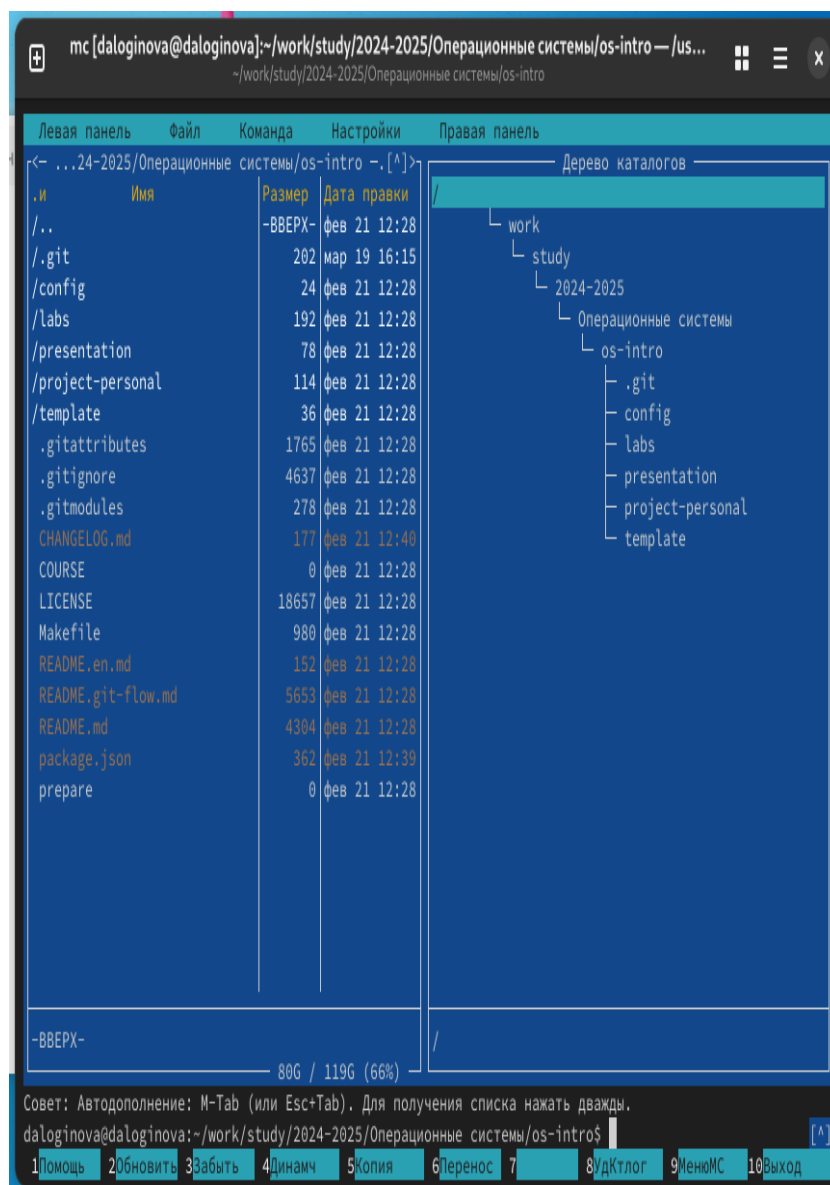 mc [daloginova@daloginova]:~/work/study/2024-2025/Операционные системы/os-intro — /us...
~/work/study/2024-2025/Операционные системы/os-intro
Левая панель Файл Команда Настройки Правая панель
<— ...24-2025/Операционные системы/os-intro —.[^]>
Дерево каталогов
.и Имя Размер Дата правки
/.. -ВВЕРХ- фев 21 12:28
/.git 202 мар 19 16:15
/config 24 фев 21 12:28
/labs 192 фев 21 12:28
/presentation 78 фев 21 12:28
/project-personal 114 фев 21 12:28
/template 36 фев 21 12:28
.gitattributes 1765 фев 21 12:28
.gitignore 4637 фев 21 12:28
.gitmodules 278 фев 21 12:28
CHANGELOG.md 177 фев 21 12:40
COURSE 0 фев 21 12:28
LICENSE 18657 фев 21 12:28
Makefile 980 фев 21 12:28
README.en.md 152 фев 21 12:28
README.git-flow.md 5653 фев 21 12:28
README.md 4304 фев 21 12:28
package.json 362 фев 21 12:39
prepare 0 фев 21 12:28
-ВВЕРХ-
80G / 119G (66%)
/
work
study
2024-2025
Операционные системы
os-intro
.git
config
labs
presentation
project-personal
template
/
Совет: Автодополнение: M-Tab (или Esc+Tab). Для получения списка нажать дважды.
daloginova@daloginova:~/work/study/2024-2025/Операционные системы/os-intro$ [^]
1Помощь 2Обновить 3Забыть 4Динамч 5Копия 6Перенос 7 8УдКтлог 9МенюMC 10Выход